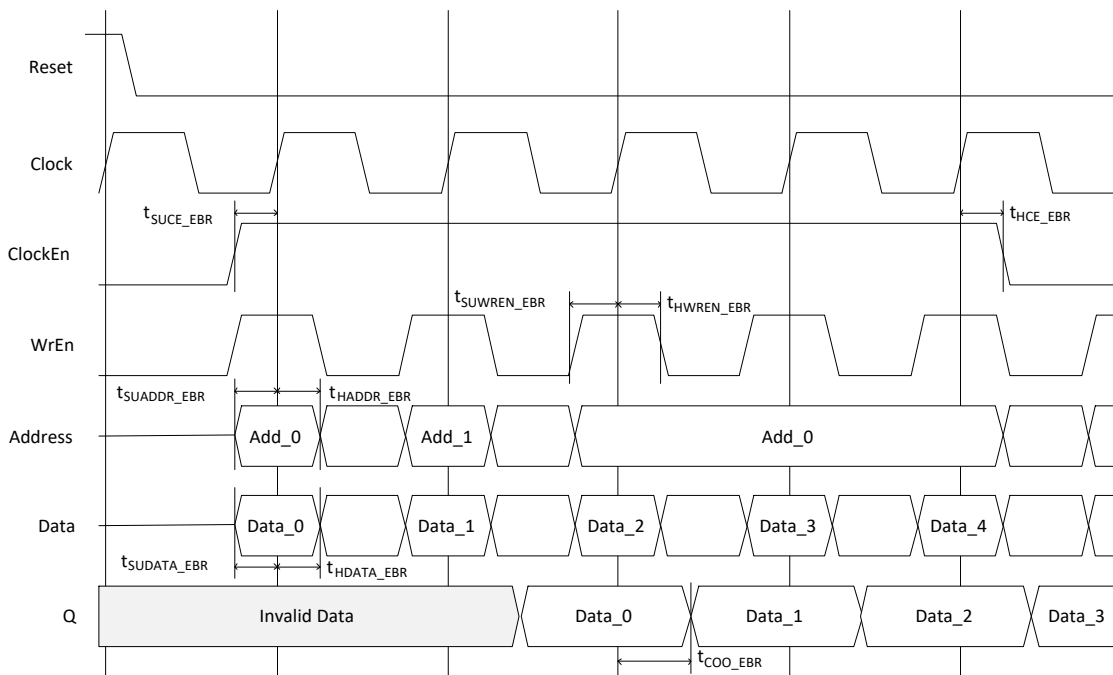 Reset
Clock
tSUCE_EBR
tHCE_EBR
ClockEn
tSUWREN_EBR
tHWREN_EBR
WrEn
tSUADDR_EBR
tHADDR_EBR
Address
Add_0
Add_1
Add_0
Data
Data_0
Data_1
Data_2
Data_3
Data_4
tSUDATA_EBR
tHDATA_EBR
Q
Invalid Data
Data_0
Data_1
Data_2
Data_3
tCOO_EBR